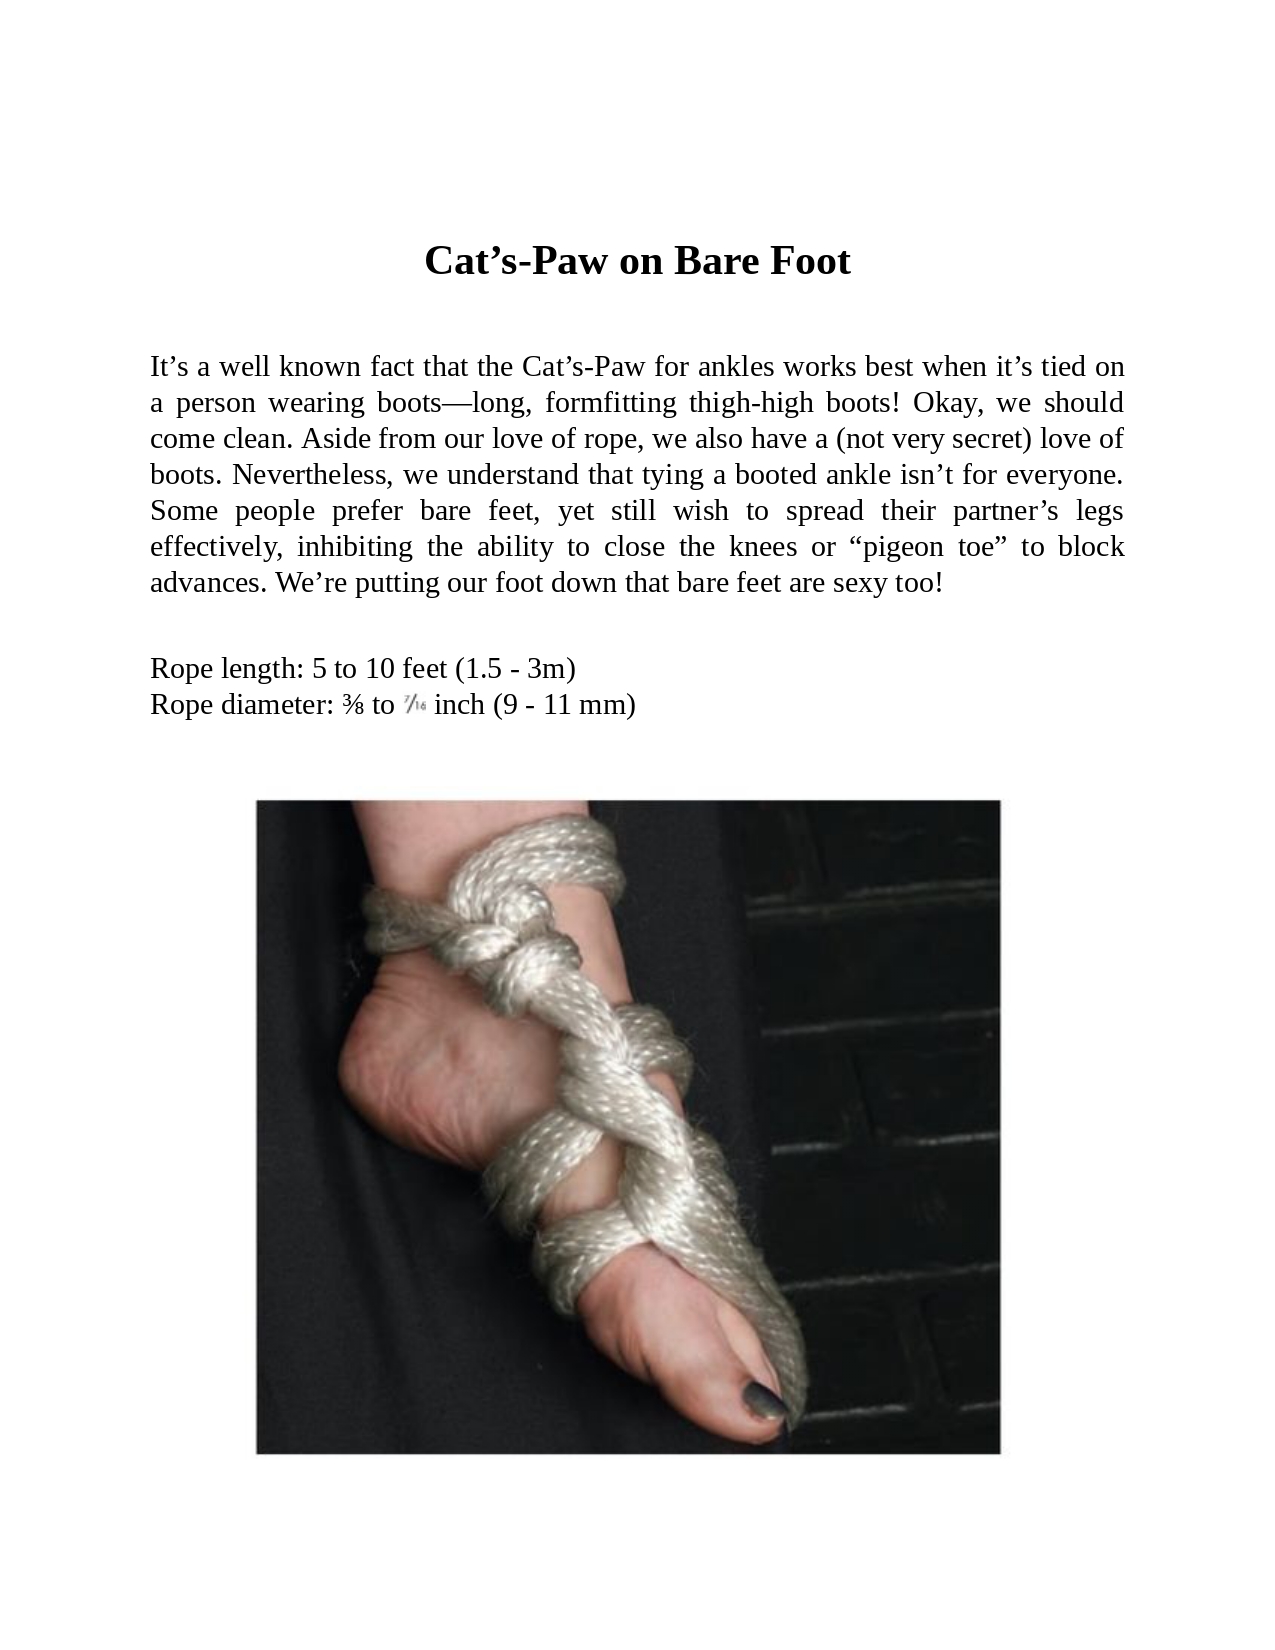 Cat’s-Paw on Bare Foot
It’s a well known fact that the Cat’s-Paw for ankles works best when it’s tied on
a person wearing boots—long, formfitting thigh-high boots! Okay, we should
come clean. Aside from our love of rope, we also have a (not very secret) love of
boots. Nevertheless, we understand that tying a booted ankle isn’t for everyone.
Some people prefer bare feet, yet still wish to spread their partner’s legs
effectively, inhibiting the ability to close the knees or “pigeon toe” to block
advances. We’re putting our foot down that bare feet are sexy too!
Rope length: 5 to 10 feet (1.5 - 3m)
Rope diameter: ⅜ to 7/16 inch (9 - 11 mm)